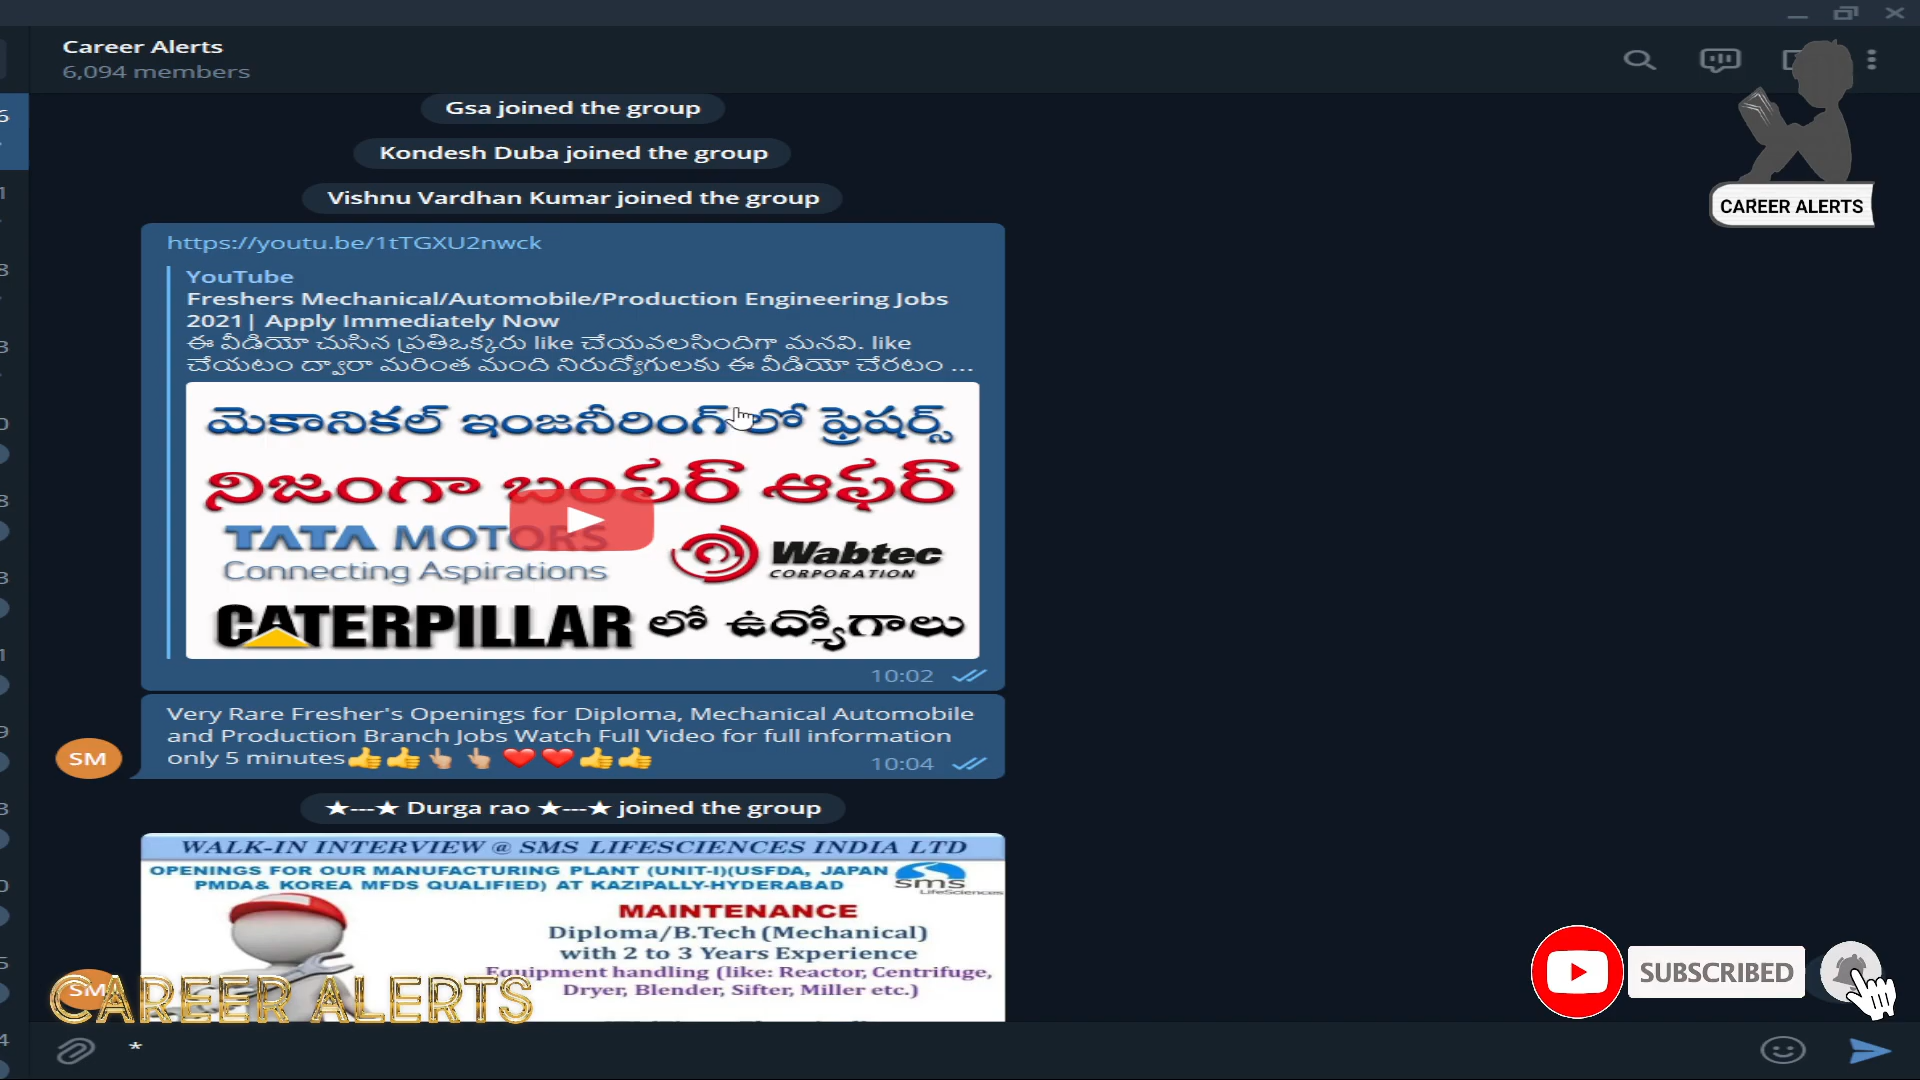 Career Alerts
6,094 members
CAREER ALERTS
Gsa joined the group
Kondesh Duba joined the group
Vishnu Vardhan Kumar joined the group
https://youtu.be/1tTGXU2nwck
YouTube
Freshers Mechanical/Automobile/Production Engineering Jobs
2021| Apply Immediately Now
ఈ వీడియో చుసిన ప్రతిఒక్కరు like చేయవలసిందిగా మనవి. like
చేయటం ద్వారా మరింత మంది నిరుద్యోగులకు ఈ వీడియో చేరటం ...
మెకానికల్ ఇంజనీరింగ్‌లో ఫ్రెషర్స్
నిజంగా బంపర్ ఆఫర్
TATA MOTORS
Connecting Aspirations
Wabtec
CORPORATION
CATERPILLAR లో ఉద్యోగాలు
10:02
Very Rare Fresher's Openings for Diploma, Mechanical Automobile
and Production Branch Jobs Watch Full Video for full information
only 5 minutes👍👍👆🏼👆🏼❤️❤️👍👍
10:04
SM
★---★ Durga rao ★---★ joined the group
WALK-IN INTERVIEW @ SMS LIFESCIENCES INDIA LTD
OPENINGS FOR OUR MANUFACTURING PLANT (UNIT-I)(USFDA, JAPAN
PMDA& KOREA MFDS QUALIFIED) AT KAZIPALLY-HYDERABAD
sms
LifeSciences
MAINTENANCE
Diploma/B.Tech (Mechanical)
with 2 to 3 Years Experience
Equipment handling (like: Reactor, Centrifuge,
Dryer, Blender, Sifter, Miller etc.)
SM
CAREER ALERTS
SUBSCRIBED
*